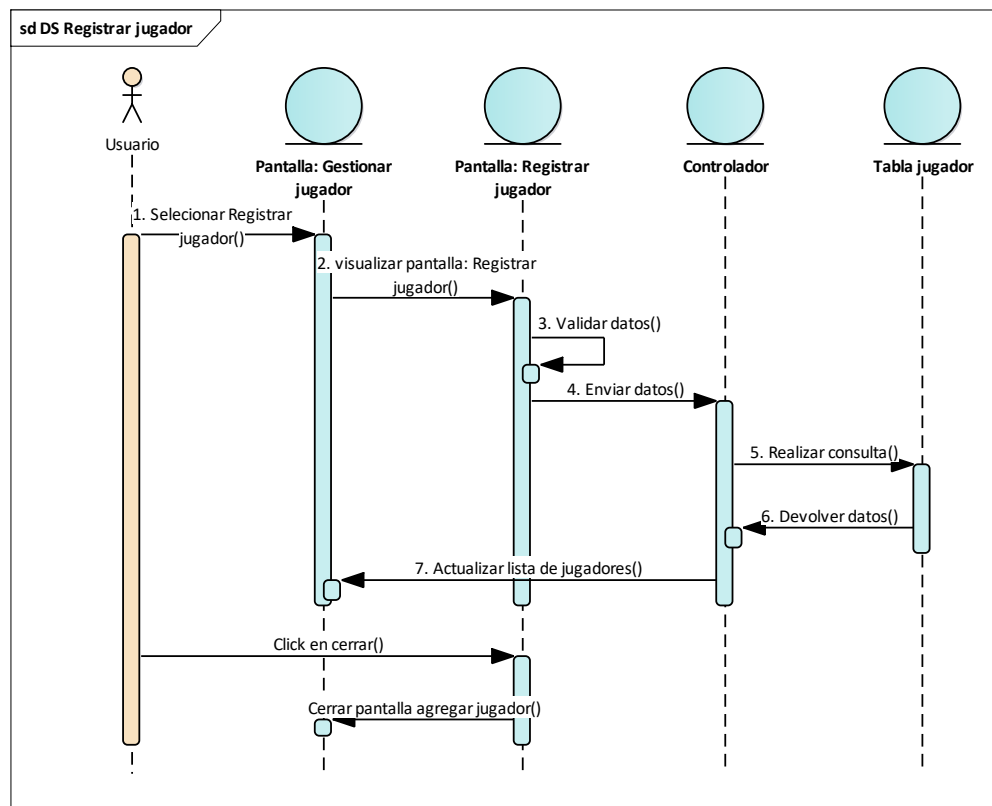 sd DS Registrar jugador
Usuario
Pantalla: Gestionar
jugador
Pantalla: Registrar
jugador
Controlador
Tabla jugador
1. Selecionar Registrar
jugador()
2. visualizar pantalla: Registrar
jugador()
3. Validar datos()
4. Enviar datos()
5. Realizar consulta()
6. Devolver datos()
7. Actualizar lista de jugadores()
Click en cerrar()
Cerrar pantalla agregar jugador()